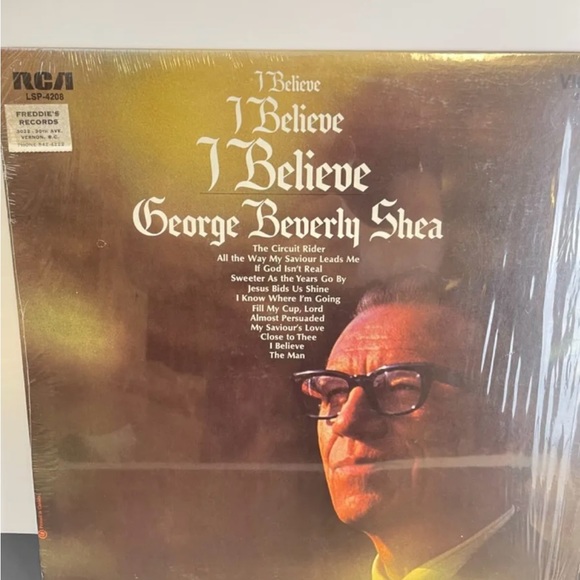 RCA
LSP-4208
FREDDIE'S
RECORDS
VERNON, B.C.
I Believe
I Believe
I Believe
George Beverly Shea
The Circuit Rider
All the Way My Saviour Leads Me
If God Isn't Real
Sweeter As the Years Go By
Jesus Bids Us Shine
I Know Where I'm Going
Fill My Cup, Lord
Almost Persuaded
My Saviour's Love
Close to Thee
I Believe
The Man